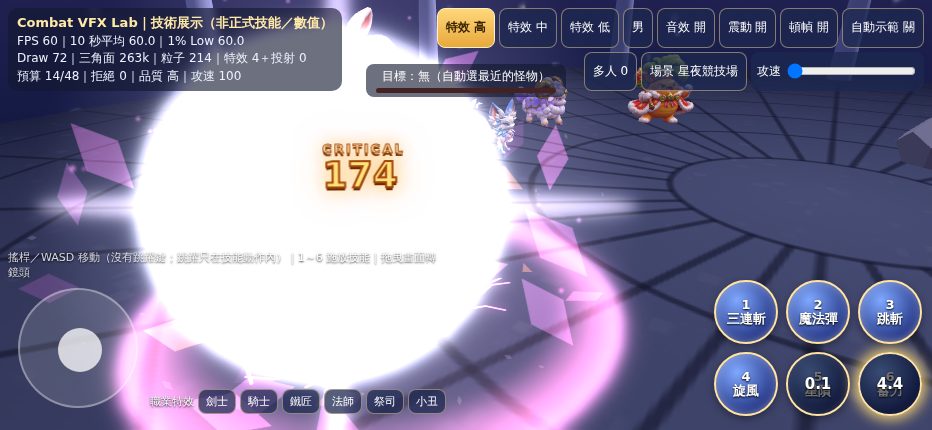 Combat VFX Lab｜技術展示（非正式技能／數值）
FPS 60｜10 秒平均 60.0｜1% Low 60.0
Draw 72｜三角面 263k｜粒子 214｜特效 4＋投射 0
預算 14/48｜拒絕 0｜品質 高｜攻速 100
特效 高
特效 中
特效 低
男
音效 開
震動 開
頓幀 開
自動示範 關
目標：無（自動選最近的怪物）
多人 0
場景 星夜競技場
攻速
CRITICAL
174
搖桿／WASD 移動（沒有跳躍鍵；跳躍只在技能動作內）｜1～6 施放技能｜拖曳畫面轉
鏡頭
1
三連斬
2
魔法彈
3
跳斬
4
旋風
0.1
4.4
職業特效
劍士
騎士
鐵匠
法師
祭司
小丑